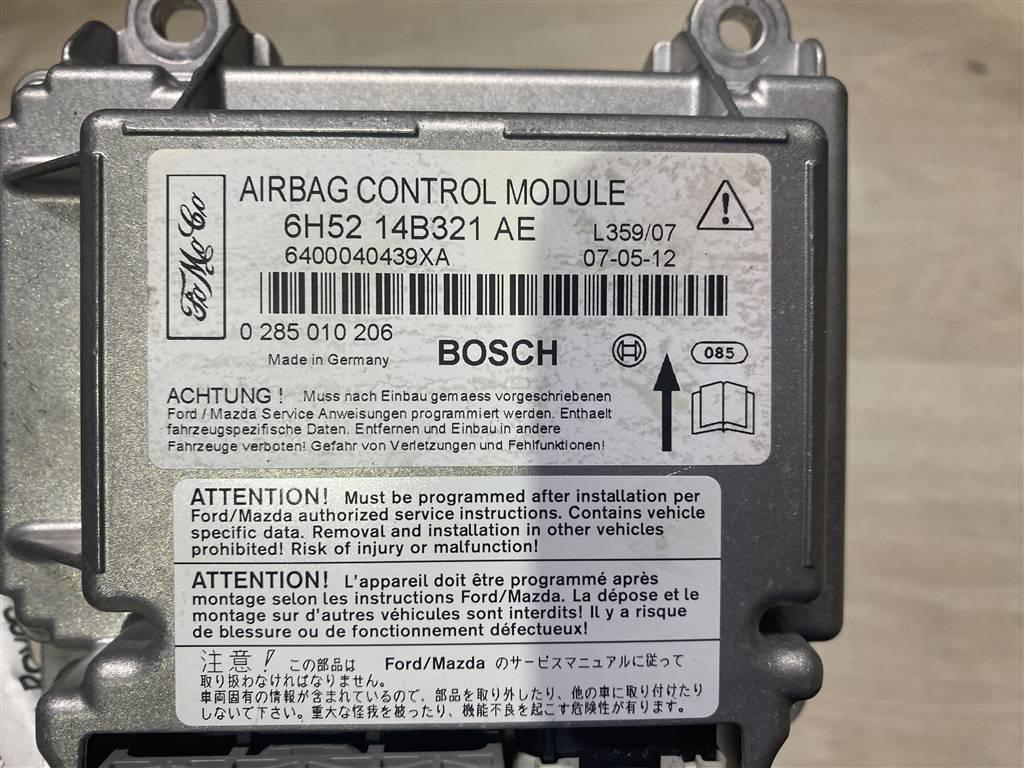 FoMoCo
AIRBAG CONTROL MODULE
6H52 14B321 AE
L359/07
6400040439XA
07-05-12
0 285 010 206
Made in Germany
BOSCH
085
ACHTUNG ! Muss nach Einbau gemaess vorgeschriebenen
Ford / Mazda Service Anweisungen programmiert werden. Enthaelt
fahrzeugspezifische Daten. Entfernen und Einbau in andere
Fahrzeuge verboten! Gefahr von Verletzungen und Fehlfunktionen!
ATTENTION! Must be programmed after installation per
Ford/Mazda authorized service instructions. Contains vehicle
specific data. Removal and installation in other vehicles
prohibited! Risk of injury or malfunction!
ATTENTION! L'appareil doit être programmé après
montage selon les instructions Ford/Mazda. La dépose et le
montage sur d'autres véhicules sont interdits! Il y a risque
de blessure ou de fonctionnement défectueux!
注意! この部品は Ford/Mazda のサービスマニュアルに従って
取り扱わなければなりません。
車両固有の情報が含まれているので、部品を取り外したり、他の車に取り付けたり
しないで下さい。重大な怪我を被ったり、機能不良を起こす危険性が有ります。